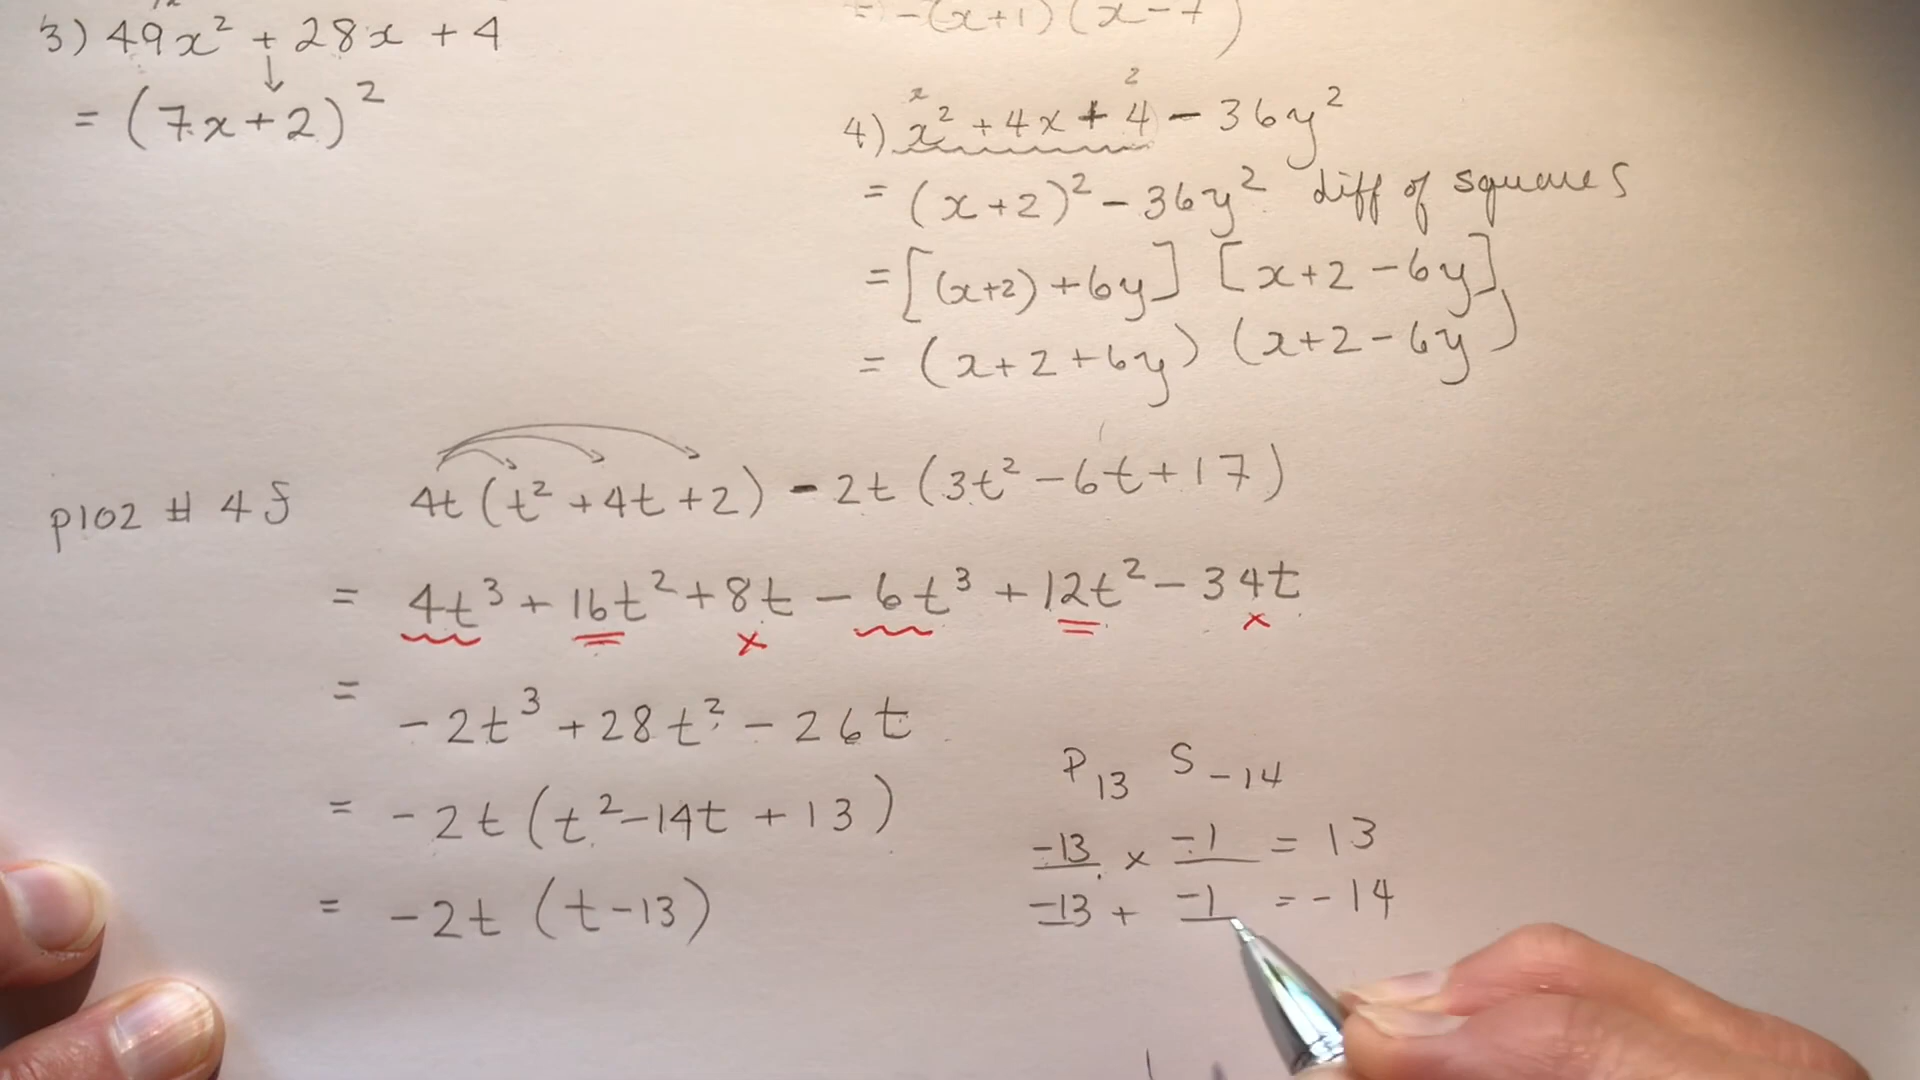 3) 49x² + 28x + 4
= (7x+2)²
= -(x+1)(x-7)
4) x² + 4x + 4 - 36y²
= (x+2)² - 36y² diff of squares
= [(x+2)+6y] [x+2-6y]
= (x+2+6y) (x+2-6y)
p102 # 4f 4t(t²+4t+2) - 2t(3t²-6t+17)
= 4t³ + 16t² + 8t - 6t³ + 12t² - 34t
= -2t³ + 28t² - 26t
= -2t(t²-14t+13)
= -2t (t-13)
P 13 S -14
-13 × -1 = 13
-13 + -1 = -14